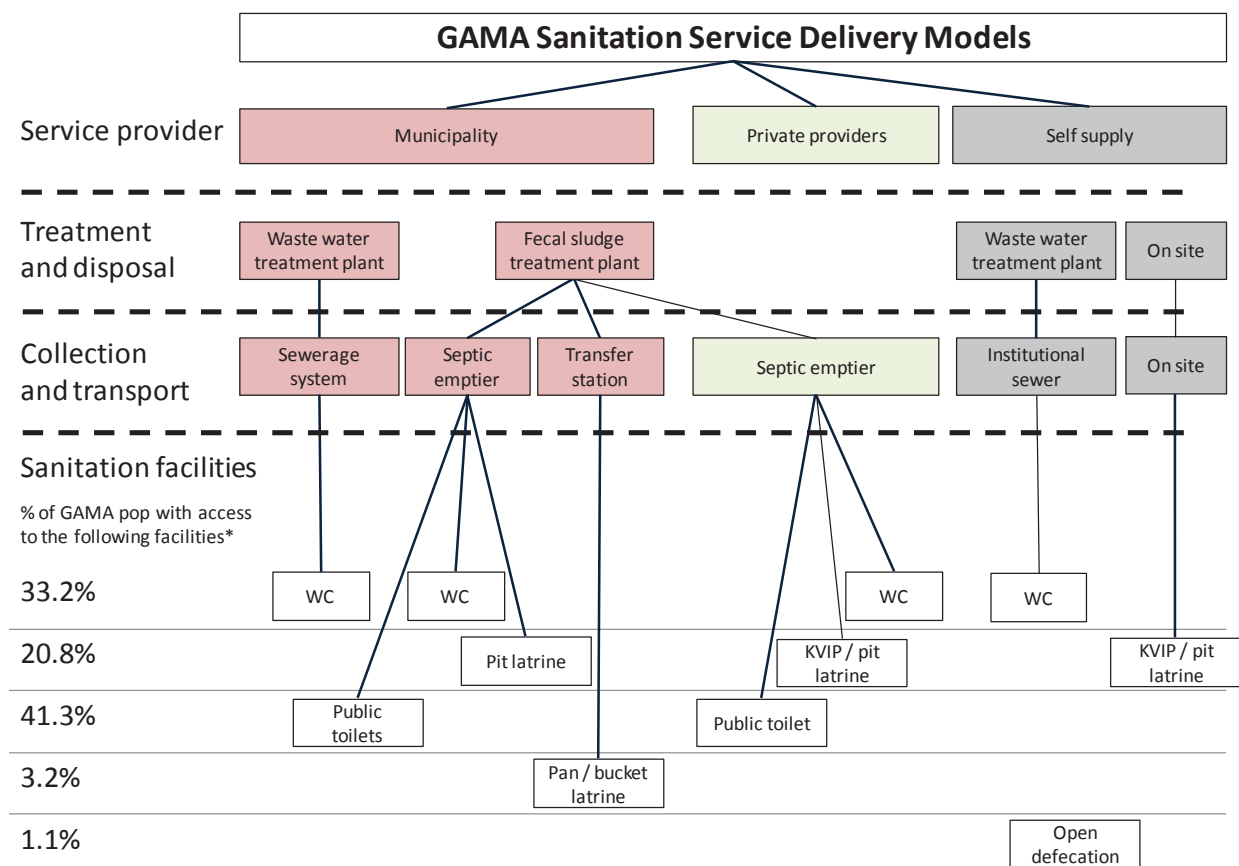 GAMA Sanitation Service Delivery Models
Service provider
Municipality
Private providers
Self supply
Treatment
and disposal
Waste water
treatment plant
Fecal sludge
treatment plant
Waste water
treatment plant
On site
Collection
and transport
Sewerage
system
Septic
emptier
Transfer
station
Septic emptier
Institutional
sewer
On site
Sanitation facilities
% of GAMA pop with access
to the following facilities*
33.2%
WC
WC
WC
WC
20.8%
Pit latrine
KVIP / pit
latrine
KVIP / pit
latrine
41.3%
Public
toilets
Public toilet
3.2%
Pan / bucket
latrine
1.1%
Open
defecation